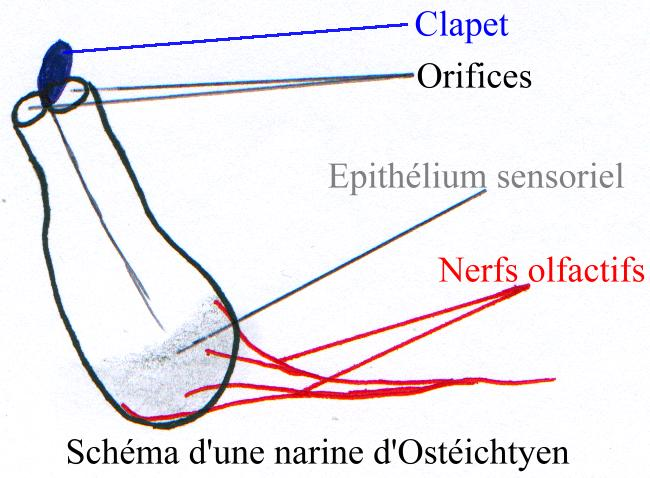 Clapet
Orifices
Epithélium sensoriel
Nerfs olfactifs
Schéma d'une narine d'Ostéichtyen